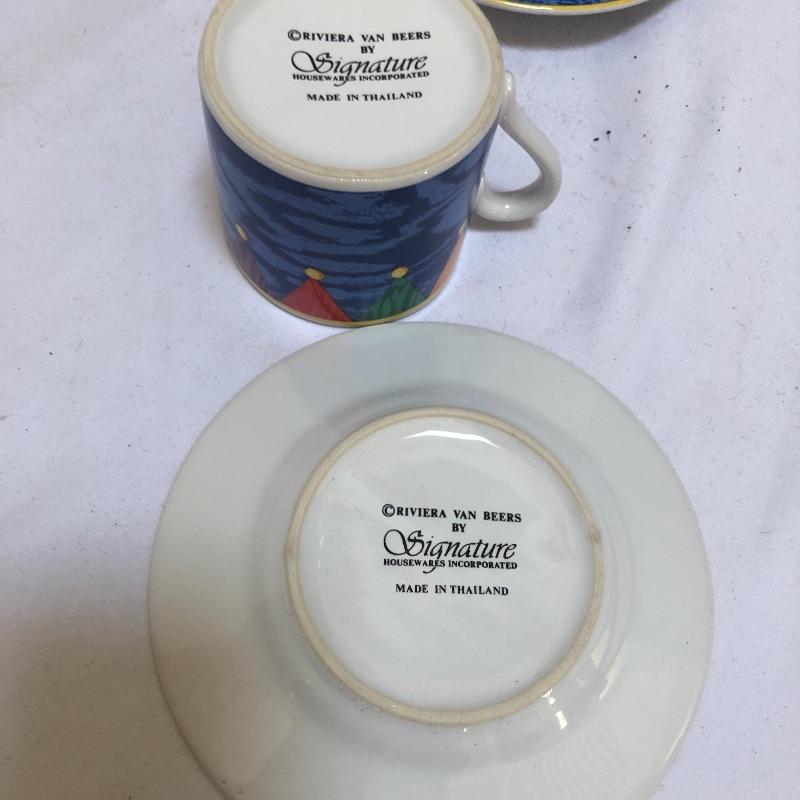 ©RIVIERA VAN BEERS
BY
Signature
HOUSEWARES INCORPORATED
MADE IN THAILAND
©RIVIERA VAN BEERS
BY
Signature
HOUSEWARES INCORPORATED
MADE IN THAILAND